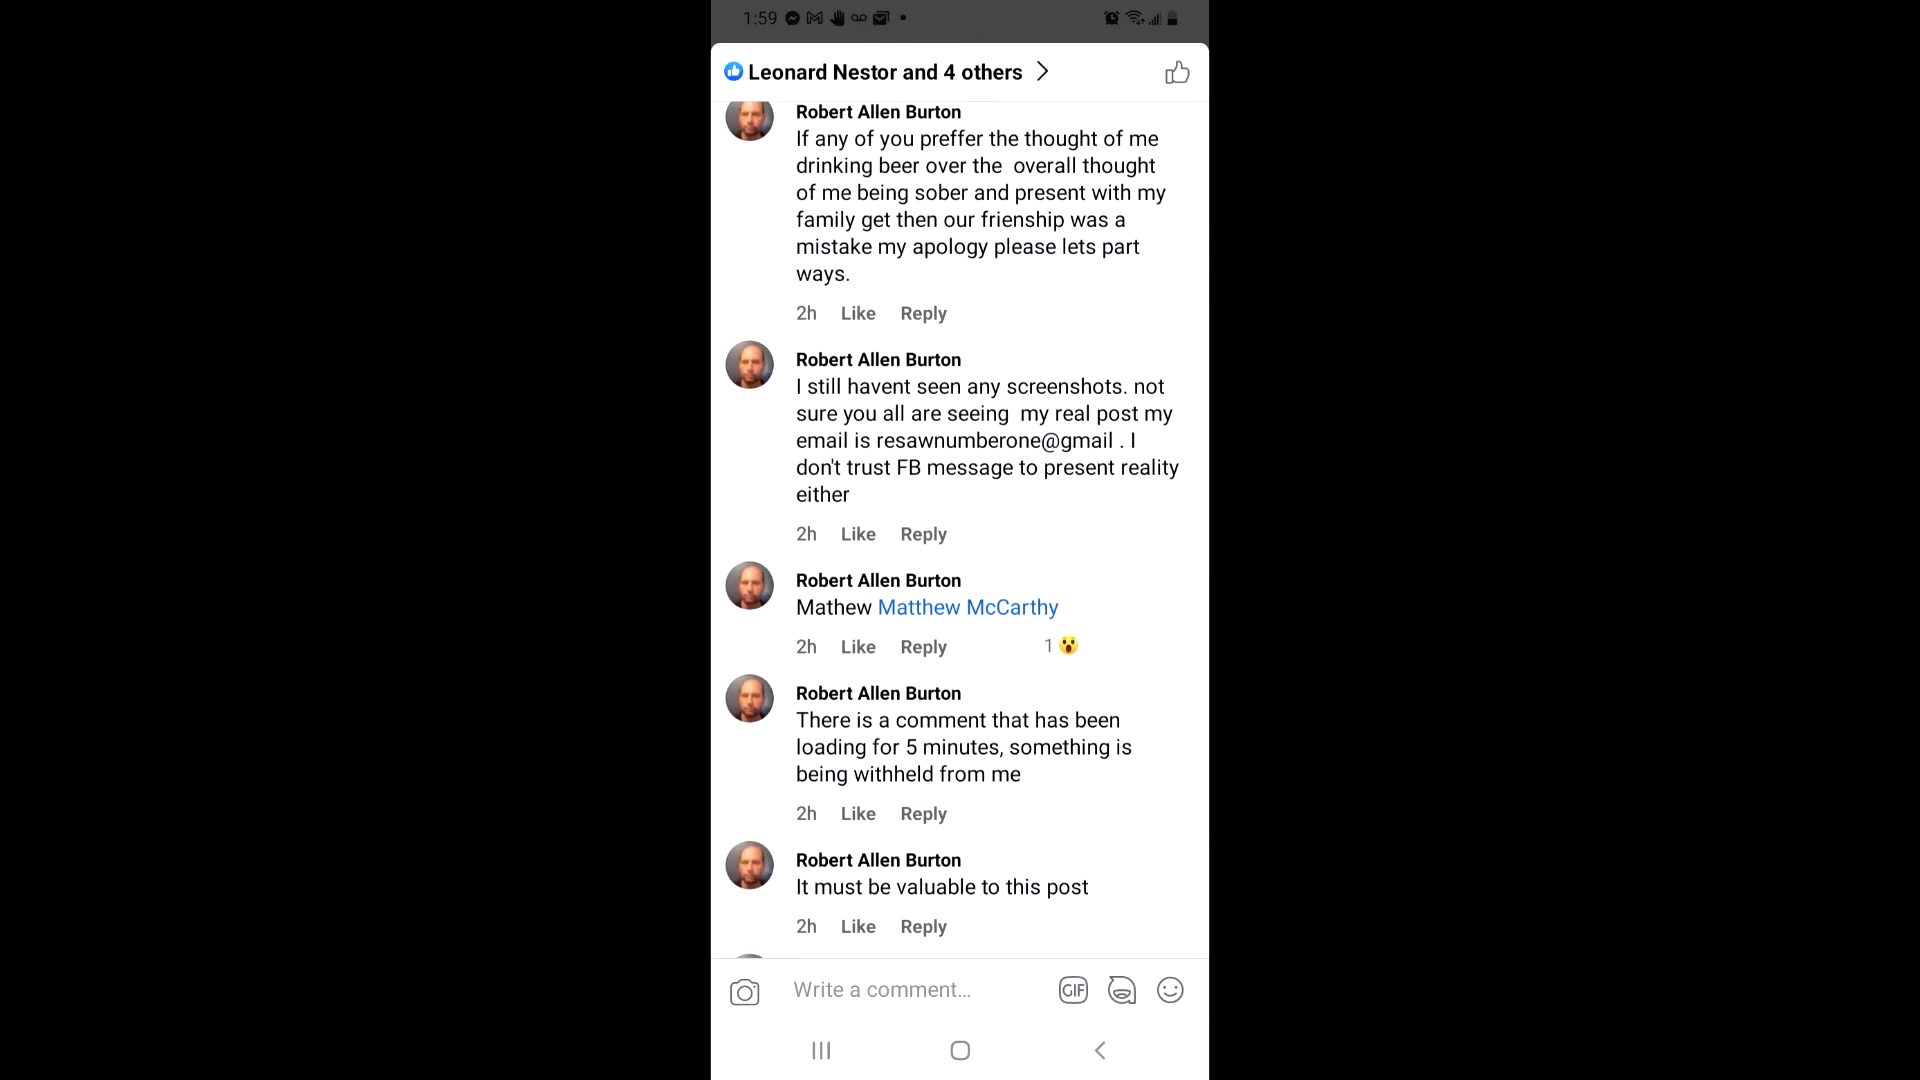 1:59
Leonard Nestor and 4 others
Robert Allen Burton
If any of you preffer the thought of me
drinking beer over the  overall thought
of me being sober and present with my
family get then our frienship was a
mistake my apology please lets part
ways.
2h Like Reply
Robert Allen Burton
I still havent seen any screenshots. not
sure you all are seeing  my real post my
email is resawnumberone@gmail . I
don't trust FB message to present reality
either
2h Like Reply
Robert Allen Burton
Mathew Matthew McCarthy
2h Like Reply 1
Robert Allen Burton
There is a comment that has been
loading for 5 minutes, something is
being withheld from me
2h Like Reply
Robert Allen Burton
It must be valuable to this post
2h Like Reply
Write a comment... GIF